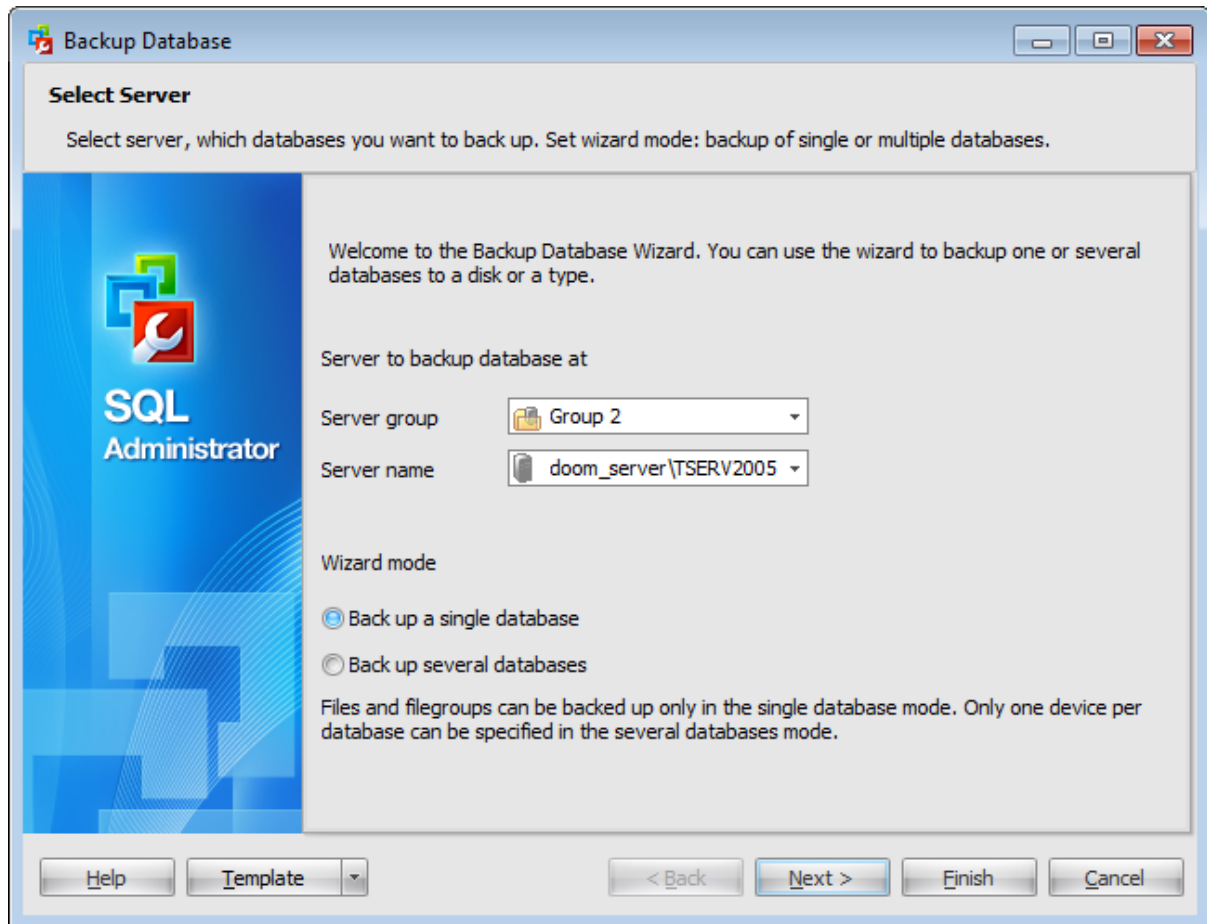 Backup Database
Select Server
Select server, which databases you want to back up. Set wizard mode: backup of single or multiple databases.
Welcome to the Backup Database Wizard. You can use the wizard to backup one or several
databases to a disk or a type.
SQL
Administrator
Server to backup database at
Server group
Group 2
Server name
doom_server\TSERV2005
Wizard mode
Back up a single database
Back up several databases
Files and filegroups can be backed up only in the single database mode. Only one device per
database can be specified in the several databases mode.
Help
Template
< Back
Next >
Finish
Cancel